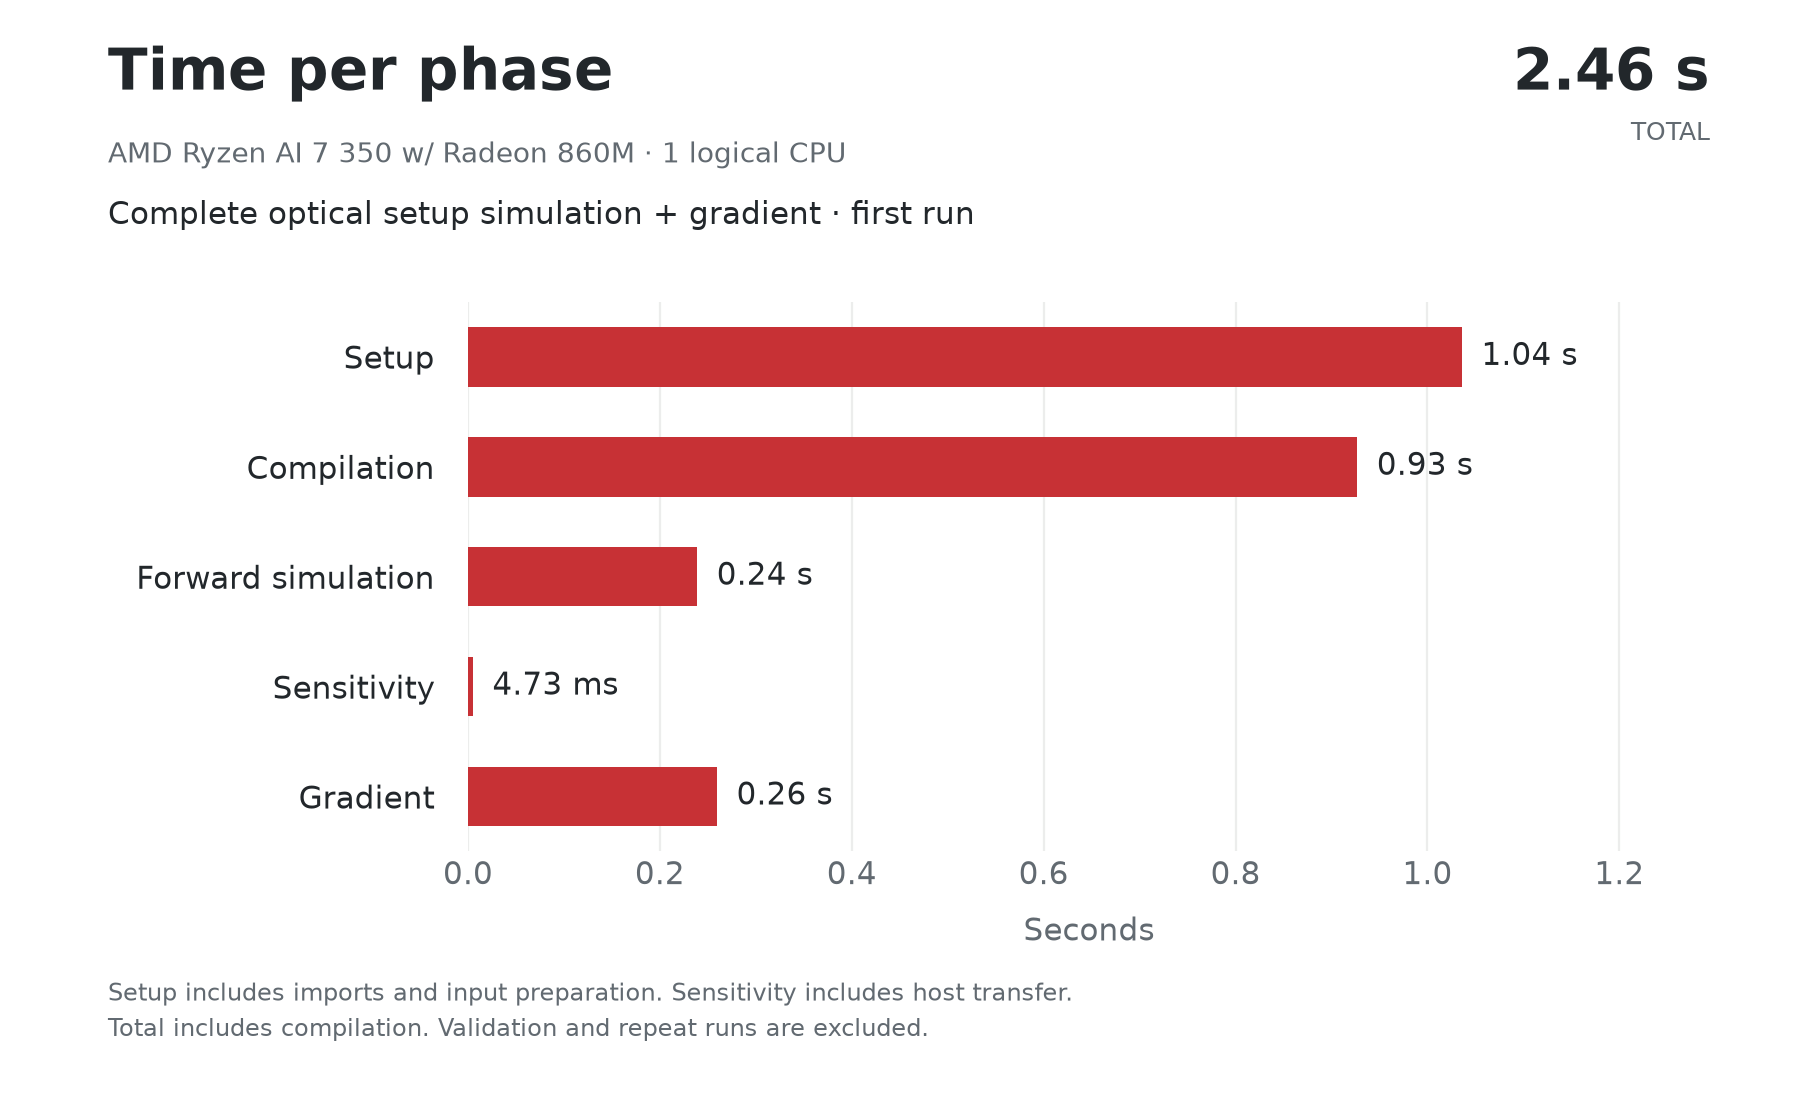 Time per phase
2.46 s
TOTAL
AMD Ryzen AI 7 350 w/ Radeon 860M · 1 logical CPU
Complete optical setup simulation + gradient · first run
Setup
1.04 s
Compilation
0.93 s
Forward simulation
0.24 s
Sensitivity
4.73 ms
Gradient
0.26 s
0.0 0.2 0.4 0.6 0.8 1.0 1.2
Seconds
Setup includes imports and input preparation. Sensitivity includes host transfer.
Total includes compilation. Validation and repeat runs are excluded.